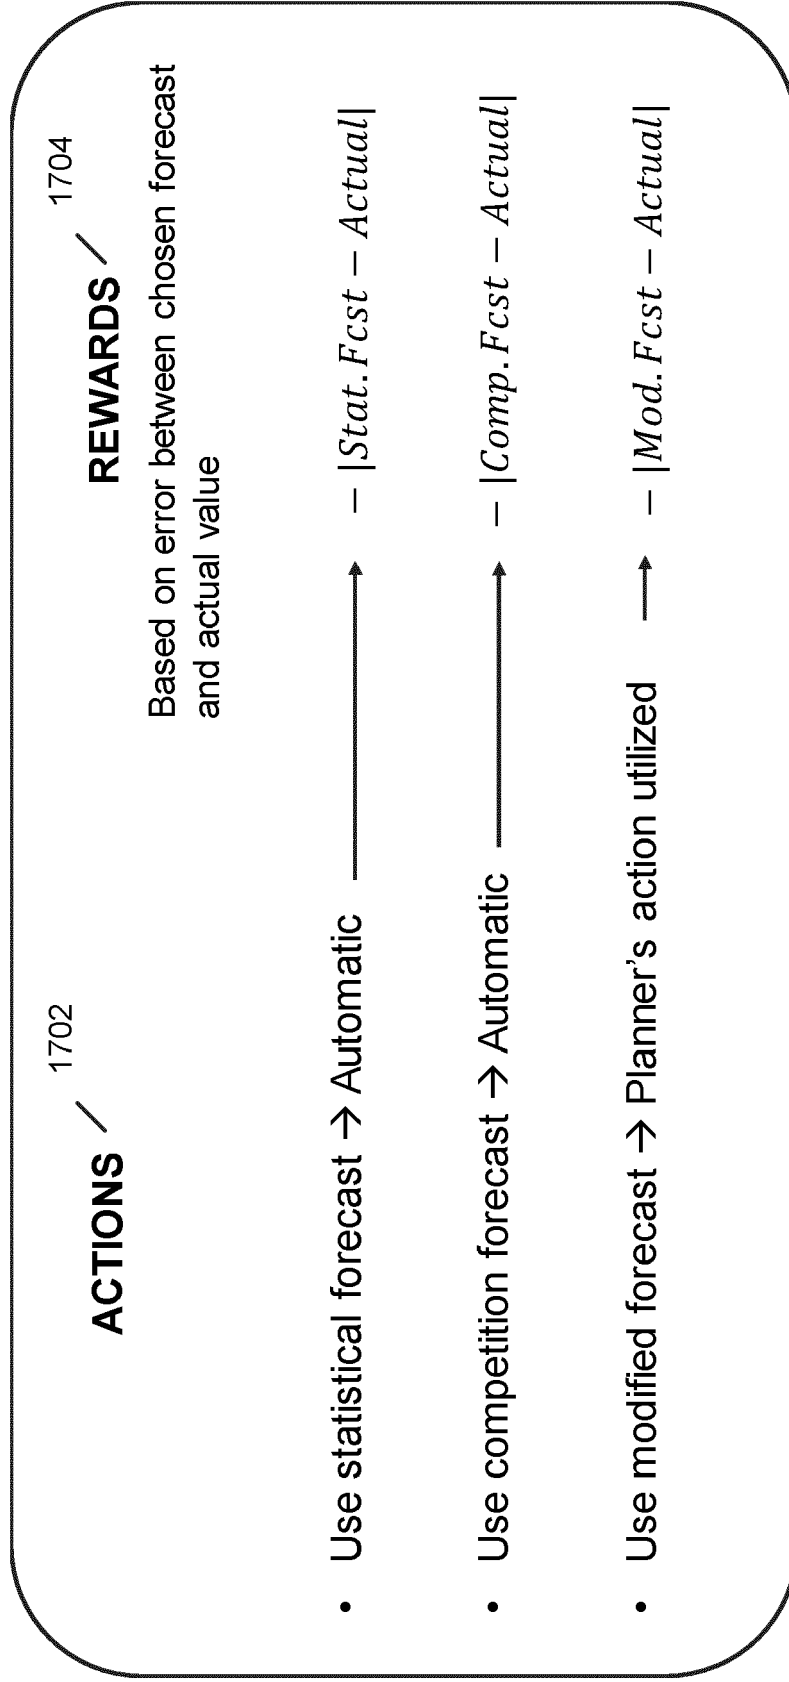 ACTIONS 1702
REWARDS 1704
Based on error between chosen forecast
and actual value
• Use statistical forecast → Automatic → − |Stat.Fcst − Actual|
• Use competition forecast → Automatic → − |Comp.Fcst − Actual|
• Use modified forecast → Planner's action utilized → − |Mod.Fcst − Actual|